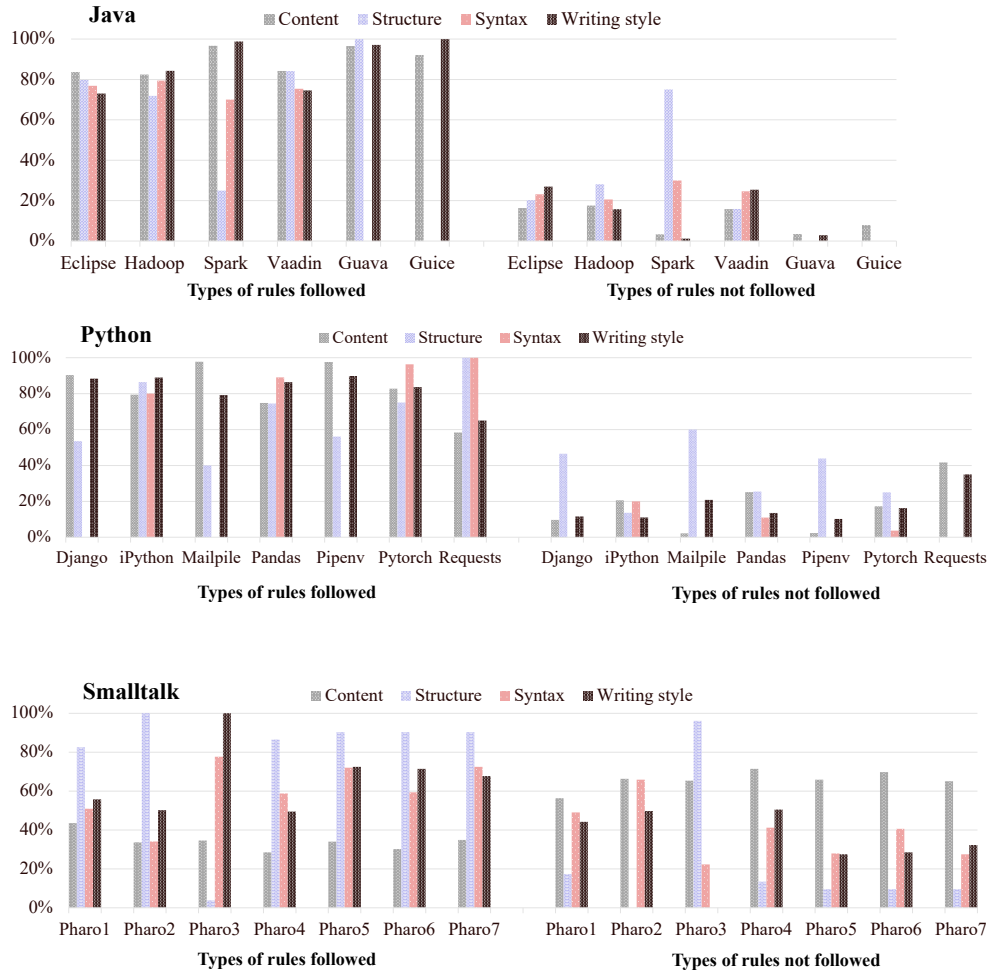 Java
Content Structure Syntax Writing style
100%
80%
60%
40%
20%
0%
Eclipse Hadoop Spark Vaadin Guava Guice Eclipse Hadoop Spark Vaadin Guava Guice
Types of rules followed Types of rules not followed
Python
Content Structure Syntax Writing style
100%
80%
60%
40%
20%
0%
Django iPython Mailpile Pandas Pipenv Pytorch Requests Django iPython Mailpile Pandas Pipenv Pytorch Requests
Types of rules followed Types of rules not followed
Smalltalk
Content Structure Syntax Writing style
100%
80%
60%
40%
20%
0%
Pharo1 Pharo2 Pharo3 Pharo4 Pharo5 Pharo6 Pharo7 Pharo1 Pharo2 Pharo3 Pharo4 Pharo5 Pharo6 Pharo7
Types of rules followed Types of rules not followed